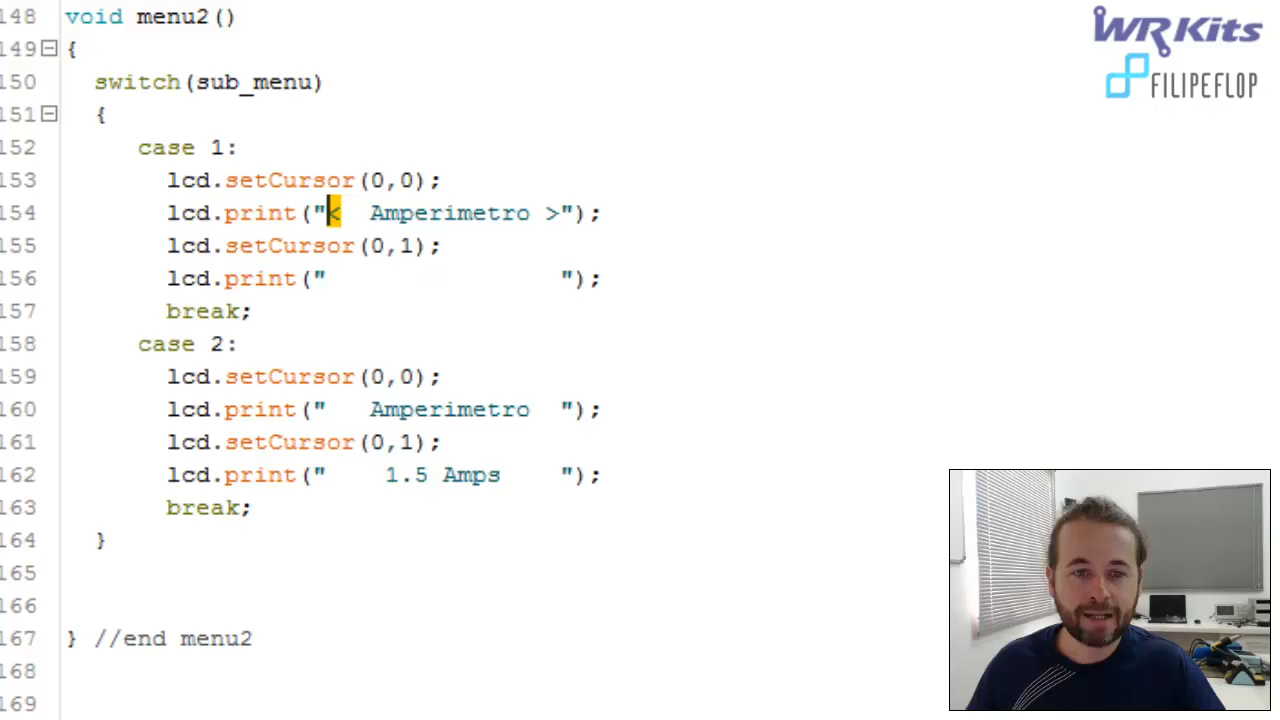 148 void menu2()
149 {
150 switch(sub_menu)
151 {
152 case 1:
153 lcd.setCursor(0,0);
154 lcd.print("<  Amperimetro >");
155 lcd.setCursor(0,1);
156 lcd.print("                ");
157 break;
158 case 2:
159 lcd.setCursor(0,0);
160 lcd.print("   Amperimetro  ");
161 lcd.setCursor(0,1);
162 lcd.print("    1.5 Amps    ");
163 break;
164 }
165
166
167 } //end menu2
168
169
WR Kits
FILIPEFLOP